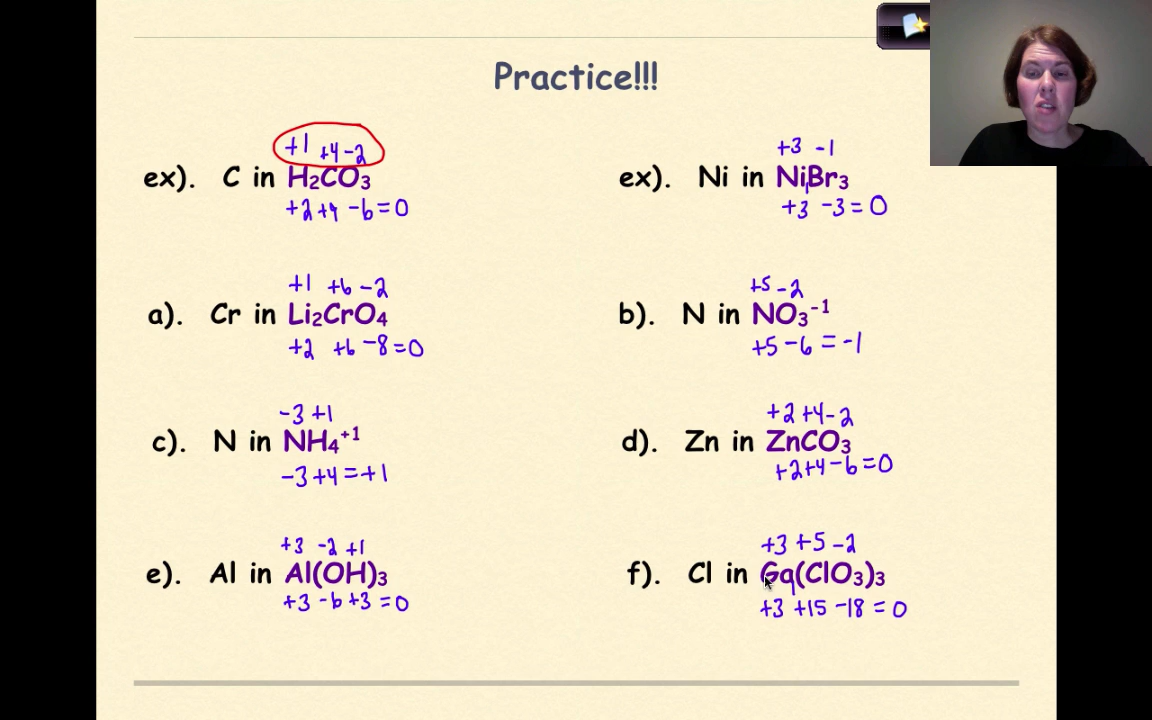 Practice!!!
+1 +4 -2
ex). C in H₂CO₃
+2 +4 -6 = 0
+3 -1
ex). Ni in NiBr₃
+3 -3 = 0
+1 +6 -2
a). Cr in Li₂CrO₄
+2 +6 -8 = 0
+5 -2
b). N in NO₃⁻¹
+5 -6 = -1
-3 +1
c). N in NH₄⁺¹
-3 +4 = +1
+2 +4 -2
d). Zn in ZnCO₃
+2 +4 -6 = 0
+3 -2 +1
e). Al in Al(OH)₃
+3 -6 +3 = 0
+3 +5 -2
f). Cl in Ga(ClO₃)₃
+3 +15 -18 = 0